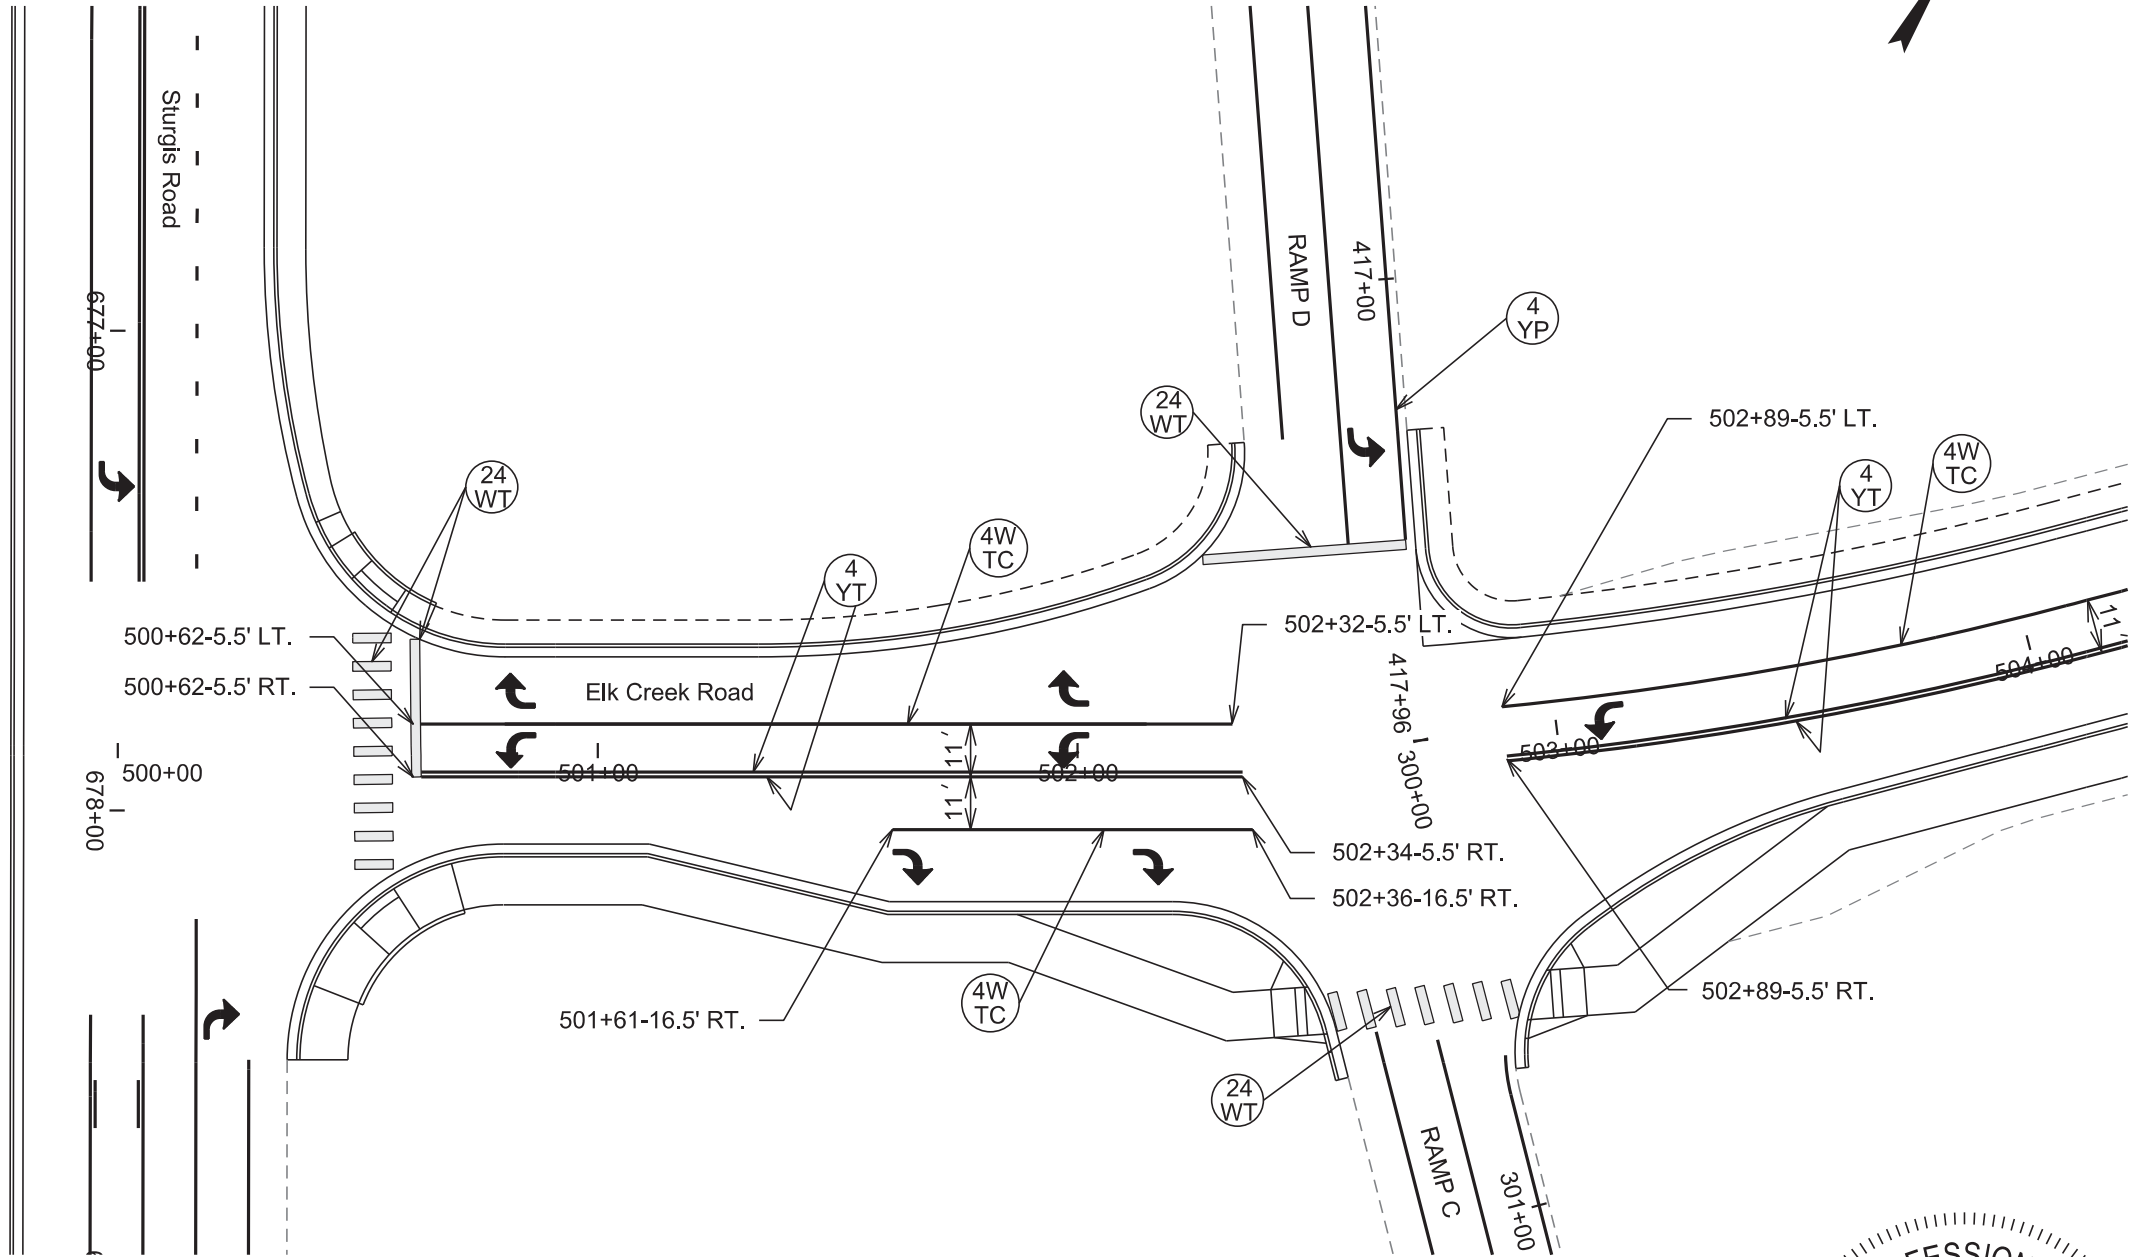 Sturgis Road
677+00
RAMP D
417+00
4
YP
24
WT
502+89-5.5' LT.
4W
TC
4
YT
24
WT
4W
TC
4
YT
11'
500+62-5.5' LT.
502+32-5.5' LT.
504+00
500+62-5.5' RT.
Elk Creek Road
417+96
300+00
503+00
11'
500+00
501+00
502+00
678+00
11'
502+34-5.5' RT.
502+36-16.5' RT.
4W
TC
501+61-16.5' RT.
502+89-5.5' RT.
24
WT
RAMP C
301+00